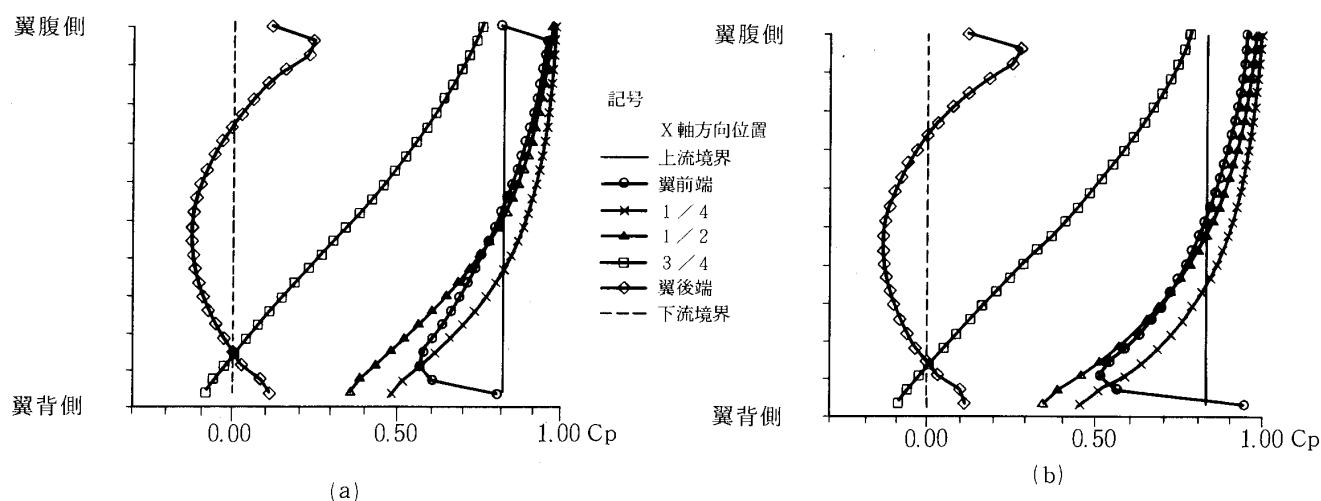 翼腹側
翼背側
0.00
0.50
1.00 Cp
(a)
記号
X軸方向位置
上流境界
翼前端
1／4
1／2
3／4
翼後端
下流境界
翼腹側
翼背側
0.00
0.50
1.00 Cp
(b)